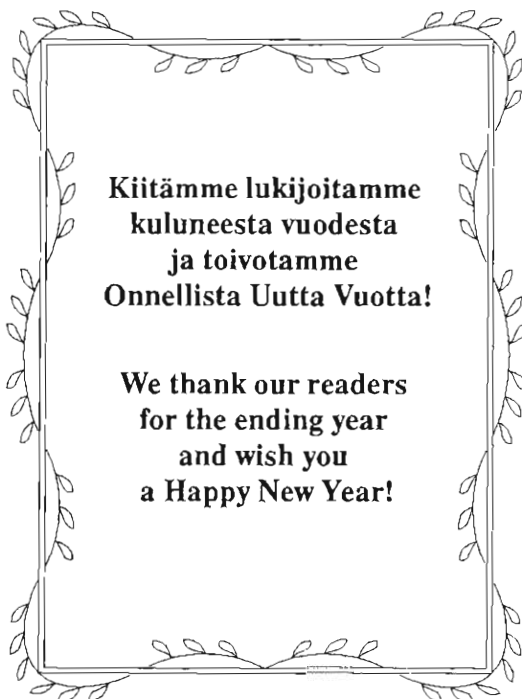 Kiitämme lukijoitamme
kuluneesta vuodesta
ja toivotamme
Onnellista Uutta Vuotta!
We thank our readers
for the ending year
and wish you
a Happy New Year!